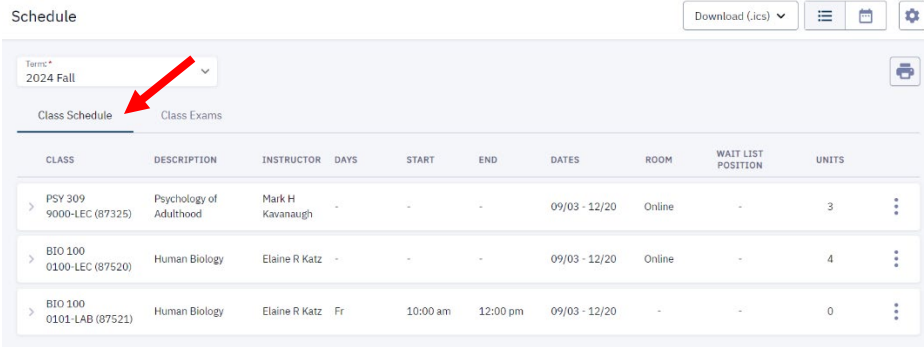 Schedule
Download (.ics)
Term: *
2024 Fall
Class Schedule Class Exams
CLASS DESCRIPTION INSTRUCTOR DAYS START END DATES ROOM WAIT LIST POSITION UNITS
PSY 309 Psychology of Mark H
9000-LEC (87325) Adulthood Kavanaugh - - - 09/03 - 12/20 Online - 3
BIO 100
0100-LEC (87520) Human Biology Elaine R Katz - - - 09/03 - 12/20 Online - 4
BIO 100
0101-LAB (87521) Human Biology Elaine R Katz Fr 10:00 am 12:00 pm 09/03 - 12/20 - - 0